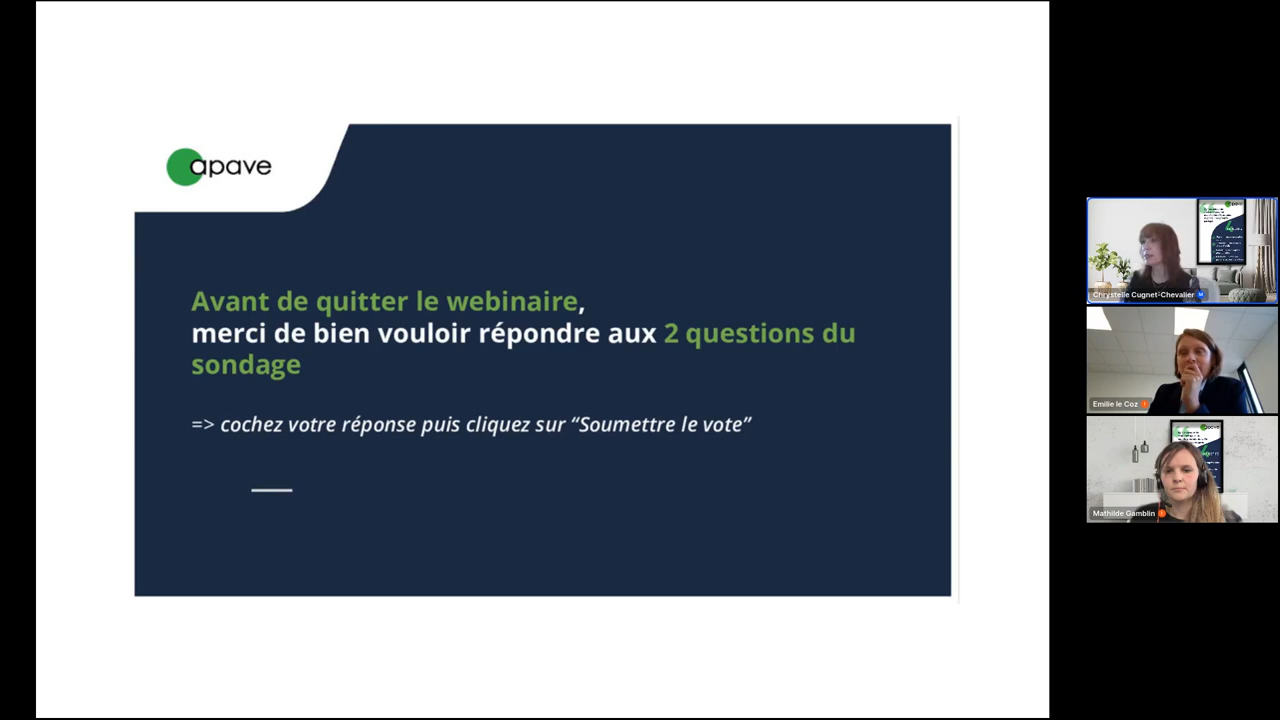 apave
Avant de quitter le webinaire,
merci de bien vouloir répondre aux 2 questions du
sondage
=> cochez votre réponse puis cliquez sur “Soumettre le vote”
apave
Chrystelle Cugnet-Chevalier M
Emilie le Coz
Mathilde Gamblin